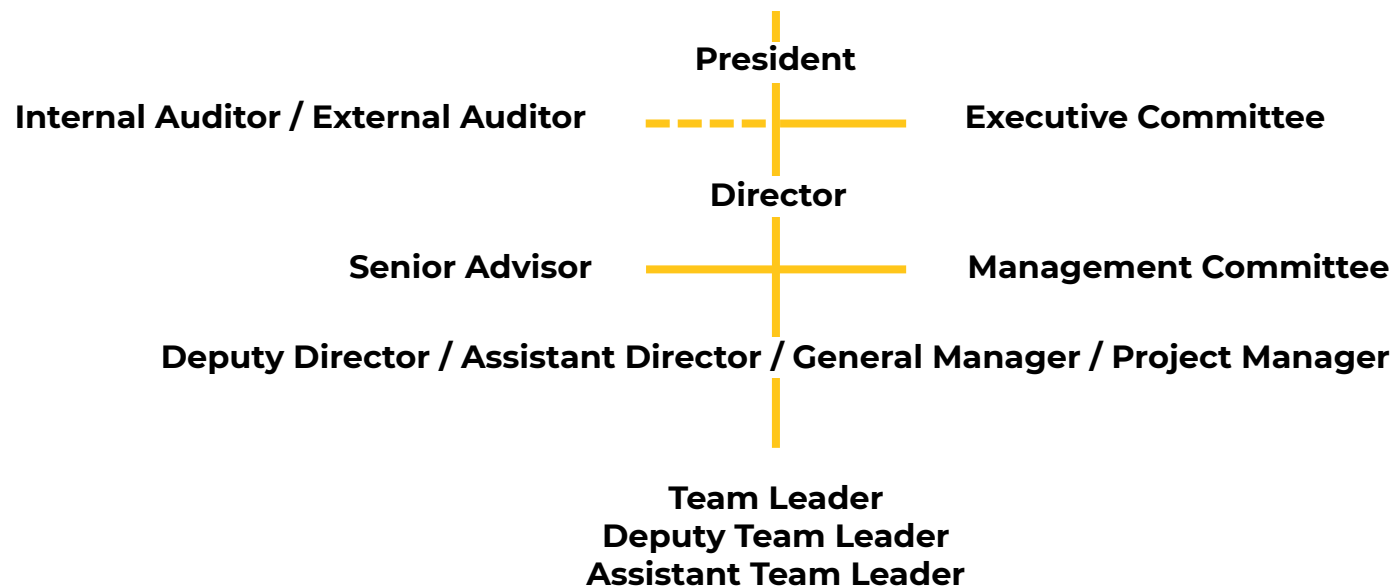 President
Internal Auditor / External Auditor
Executive Committee
Director
Senior Advisor
Management Committee
Deputy Director / Assistant Director / General Manager / Project Manager
Team Leader
Deputy Team Leader
Assistant Team Leader